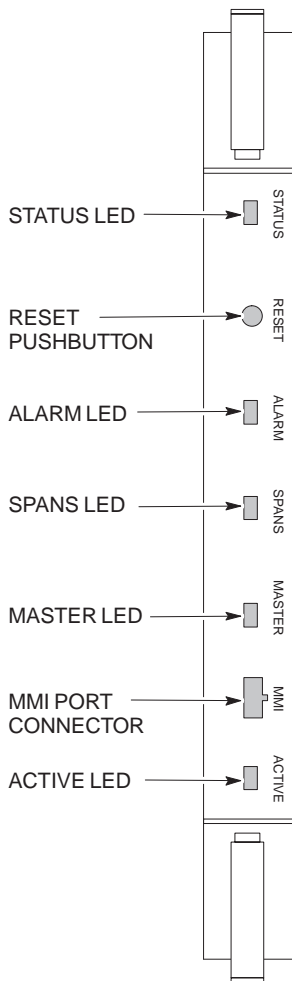 STATUS LED
STATUS
RESET
PUSHBUTTON
RESET
ALARM LED
ALARM
SPANS LED
SPANS
MASTER LED
MASTER
MMI PORT
CONNECTOR
MMI
ACTIVE LED
ACTIVE